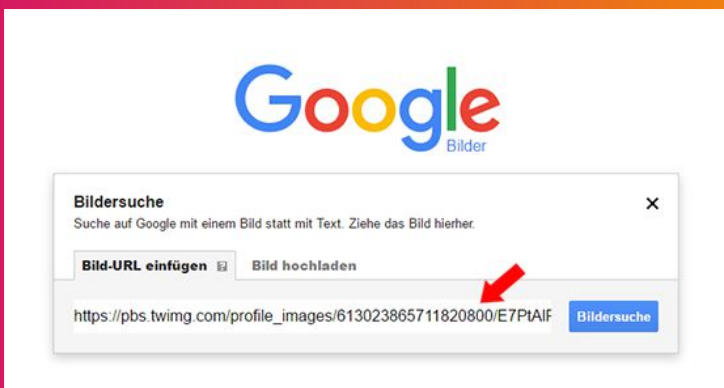 Google
Bilder
Bildersuche
Suche auf Google mit einem Bild statt mit Text. Ziehe das Bild hierher.
Bild-URL einfügen
Bild hochladen
https://pbs.twimg.com/profile_images/613023865711820800/E7PtAlF
Bildersuche